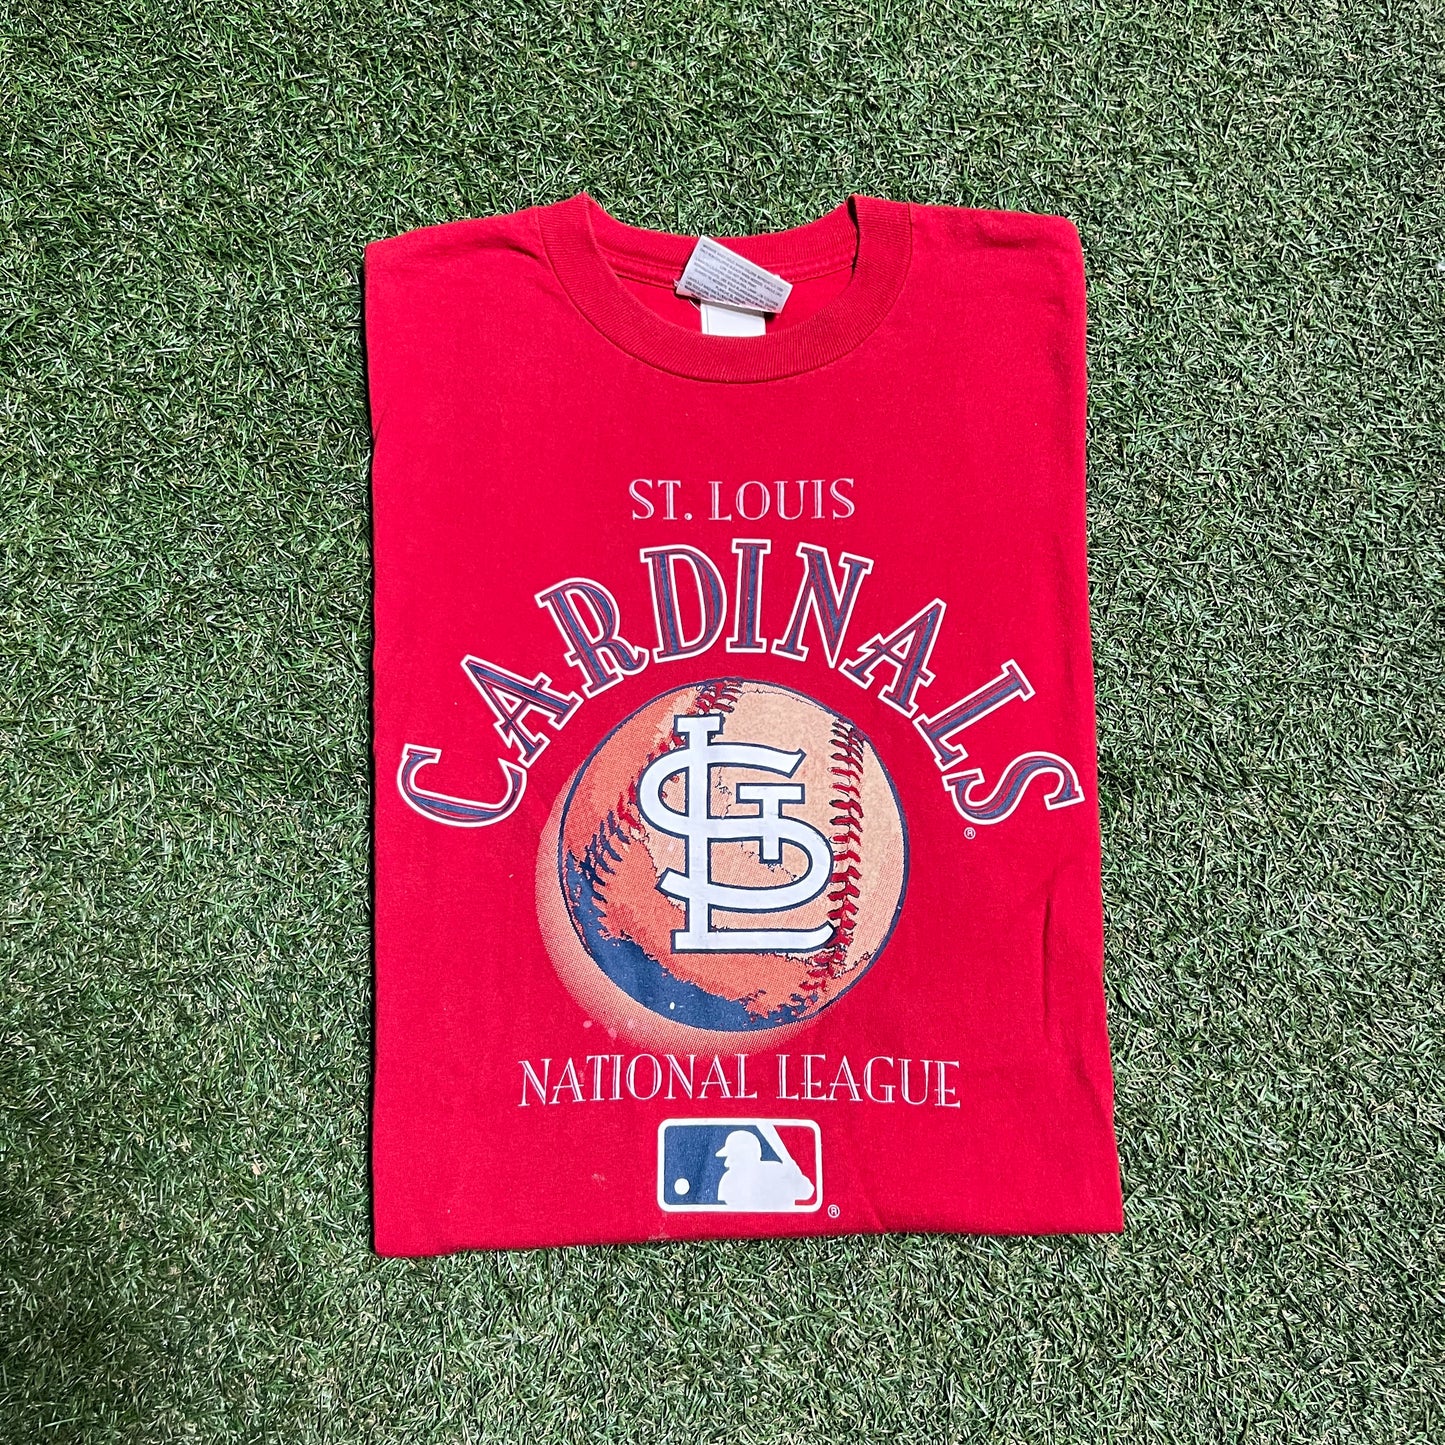 ST. LOUIS
CARDINALS
®
STL
NATIONAL LEAGUE
®